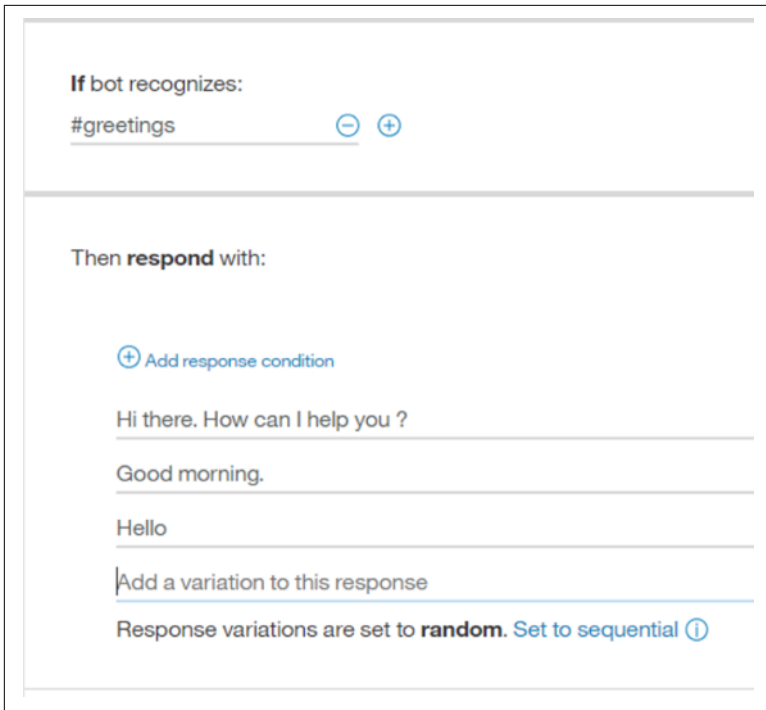 If bot recognizes:
#greetings
Then respond with:
Add response condition
Hi there. How can I help you ?
Good morning.
Hello
Add a variation to this response
Response variations are set to random. Set to sequential